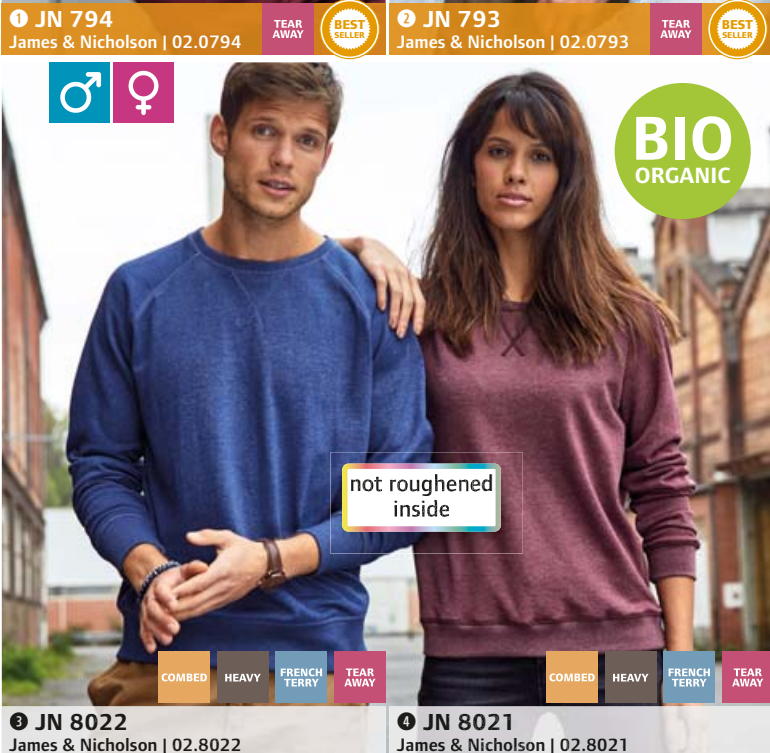 ❶ JN 794
James & Nicholson | 02.0794
TEAR
AWAY
BEST
SELLER
❷ JN 793
James & Nicholson | 02.0793
TEAR
AWAY
BEST
SELLER
BIO
ORGANIC
not roughened
inside
COMBED
HEAVY
FRENCH
TERRY
TEAR
AWAY
COMBED
HEAVY
FRENCH
TERRY
TEAR
AWAY
❸ JN 8022
James & Nicholson | 02.8022
❹ JN 8021
James & Nicholson | 02.8021